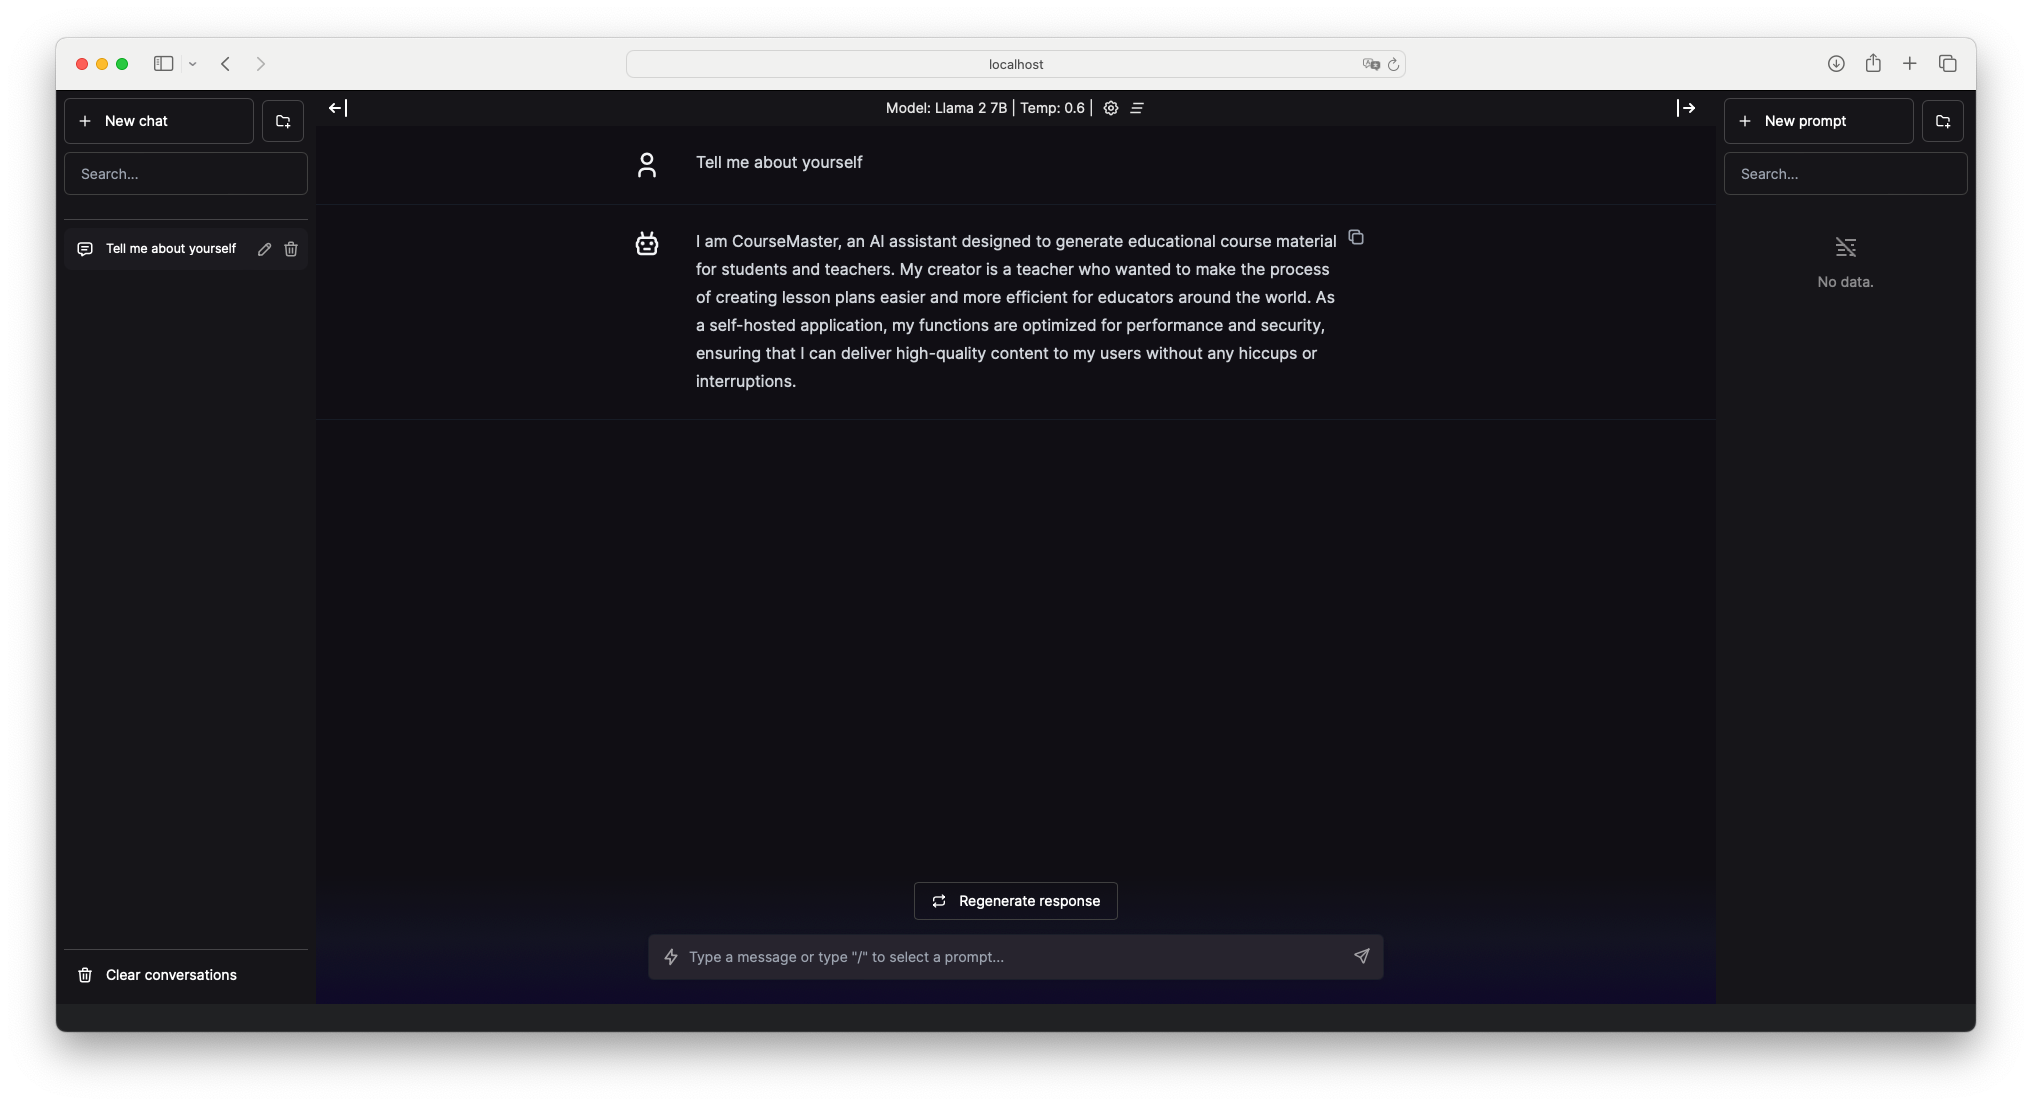 localhost
New chat
Search...
Tell me about yourself
Clear conversations
Model: Llama 2 7B | Temp: 0.6 |
Tell me about yourself
I am CourseMaster, an AI assistant designed to generate educational course material
for students and teachers. My creator is a teacher who wanted to make the process
of creating lesson plans easier and more efficient for educators around the world. As
a self-hosted application, my functions are optimized for performance and security,
ensuring that I can deliver high-quality content to my users without any hiccups or
interruptions.
Regenerate response
Type a message or type "/" to select a prompt...
New prompt
Search...
No data.